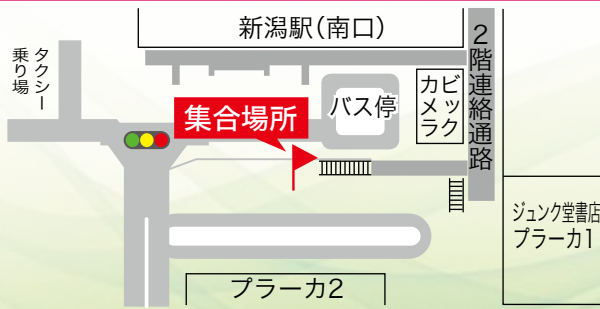 新潟駅(南口)
2階連絡通路
タクシー
乗り場
集合場所
バス停
ビック
カメラ
ジュンク堂書店
プラーカ1
プラーカ2